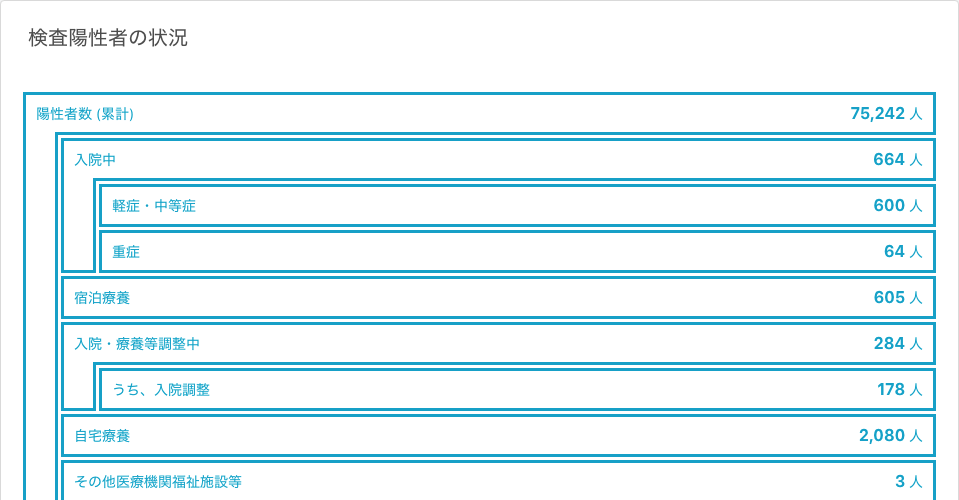 検査陽性者の状況
陽性者数 (累計) 75,242 人
入院中 664 人
軽症・中等症 600 人
重症 64 人
宿泊療養 605 人
入院・療養等調整中 284 人
うち、入院調整 178 人
自宅療養 2,080 人
その他医療機関福祉施設等 3 人